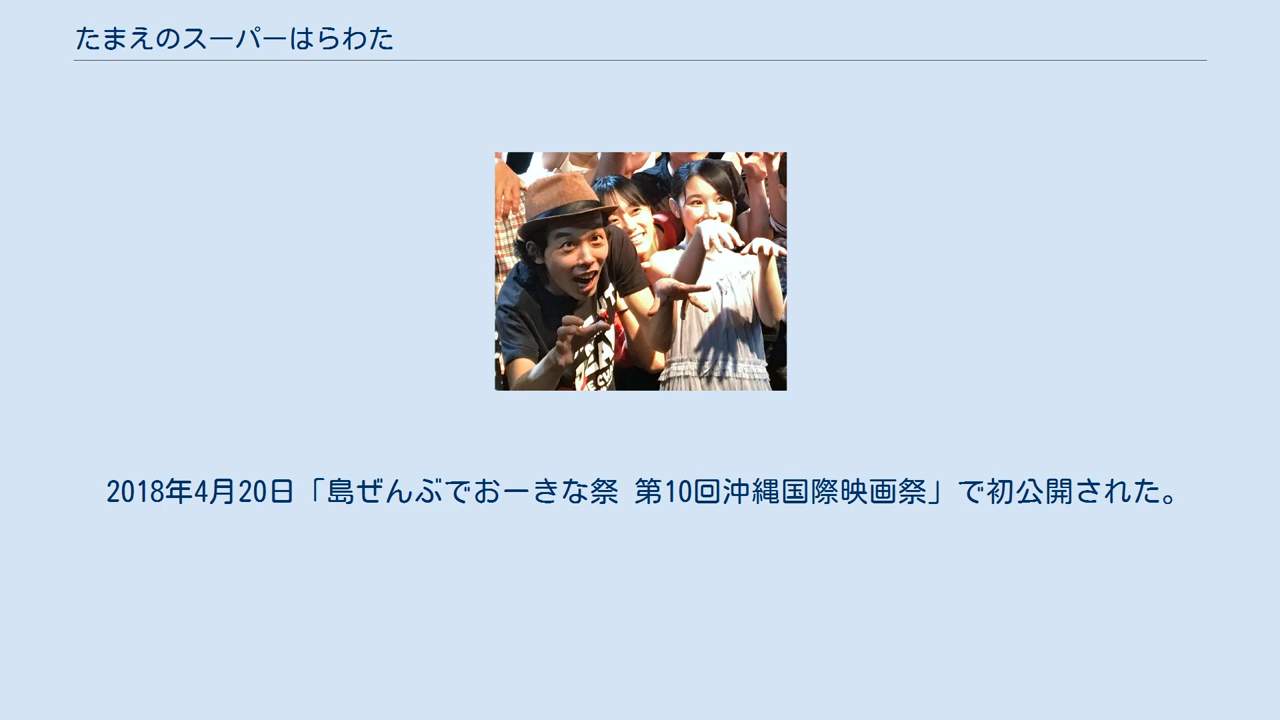 たまえのスーパーはらわた
2018年4月20日「島ぜんぶでおーきな祭 第10回沖縄国際映画祭」で初公開された。